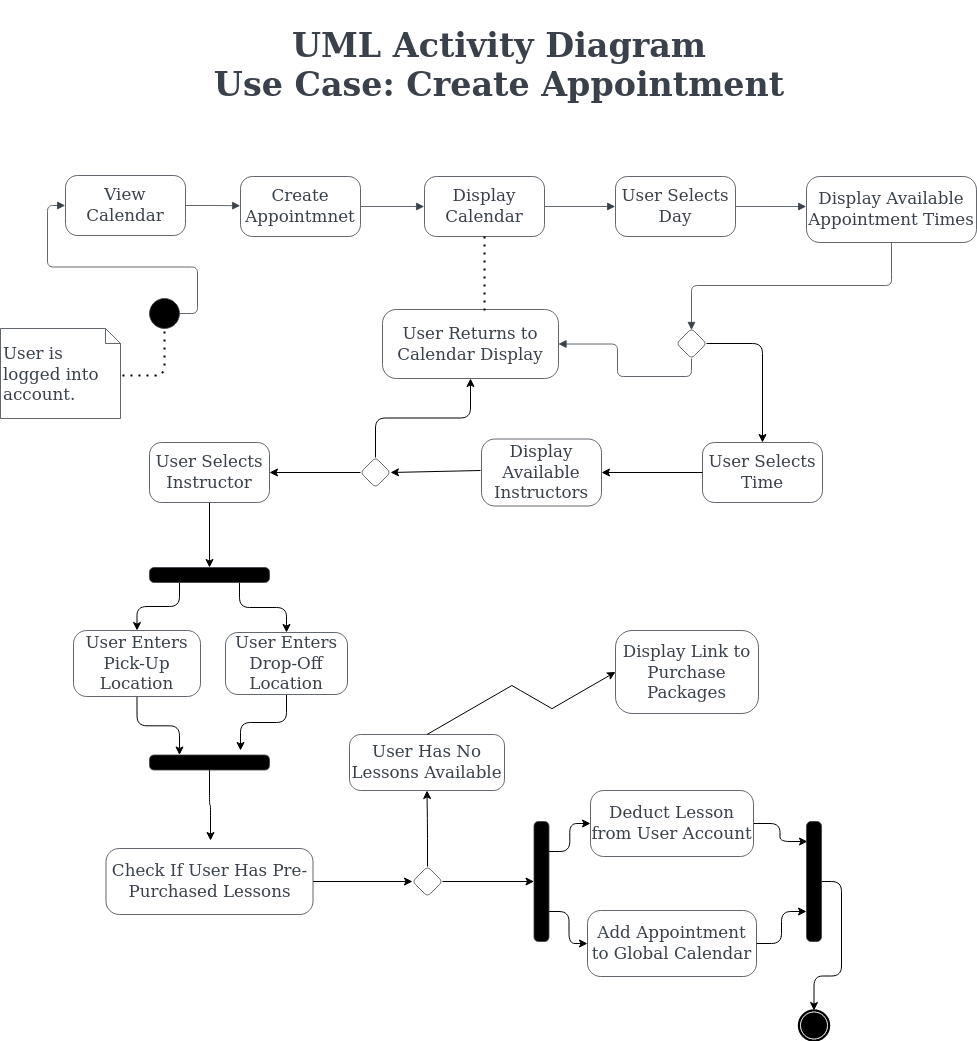 UML Activity Diagram
Use Case: Create Appointment
View
Calendar
Create
Appointmnet
Display
Calendar
User Selects
Day
Display Available
Appointment Times
User is
logged into
account.
User Returns to
Calendar Display
User Selects
Instructor
Display
Available
Instructors
User Selects
Time
User Enters
Pick-Up
Location
User Enters
Drop-Off
Location
Display Link to
Purchase
Packages
User Has No
Lessons Available
Check If User Has Pre-
Purchased Lessons
Deduct Lesson
from User Account
Add Appointment
to Global Calendar